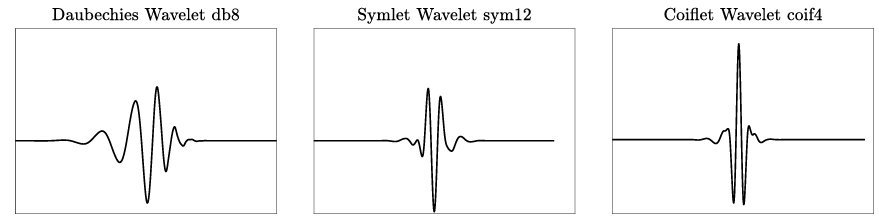 Daubechies Wavelet db8
Symlet Wavelet sym12
Coiflet Wavelet coif4